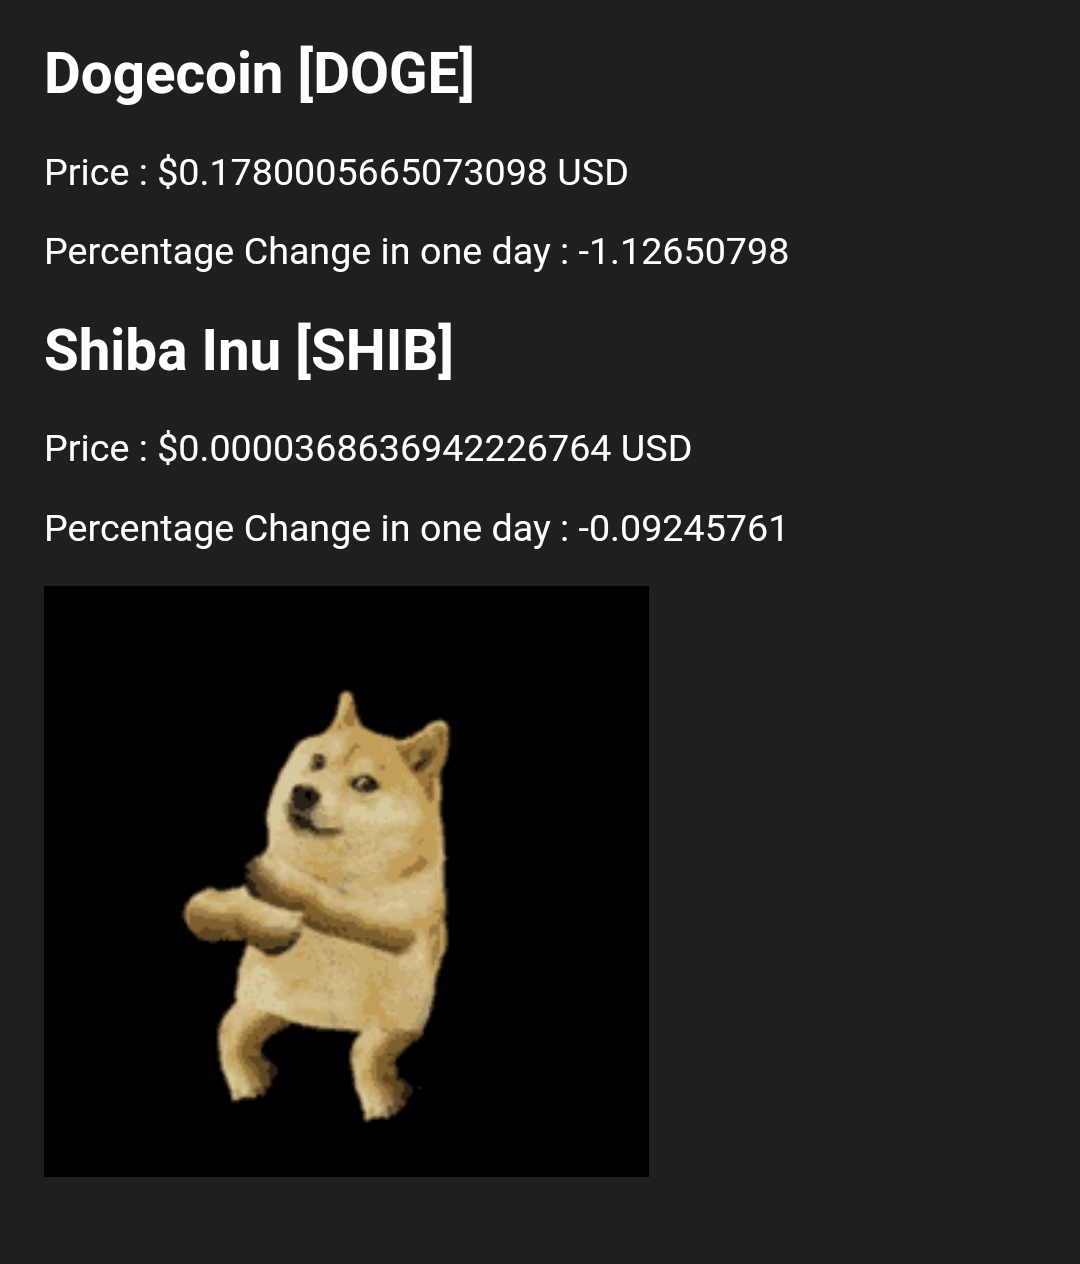 Dogecoin [DOGE]
Price : $0.1780005665073098 USD
Percentage Change in one day : -1.12650798
Shiba Inu [SHIB]
Price : $0.0000368636942226764 USD
Percentage Change in one day : -0.09245761